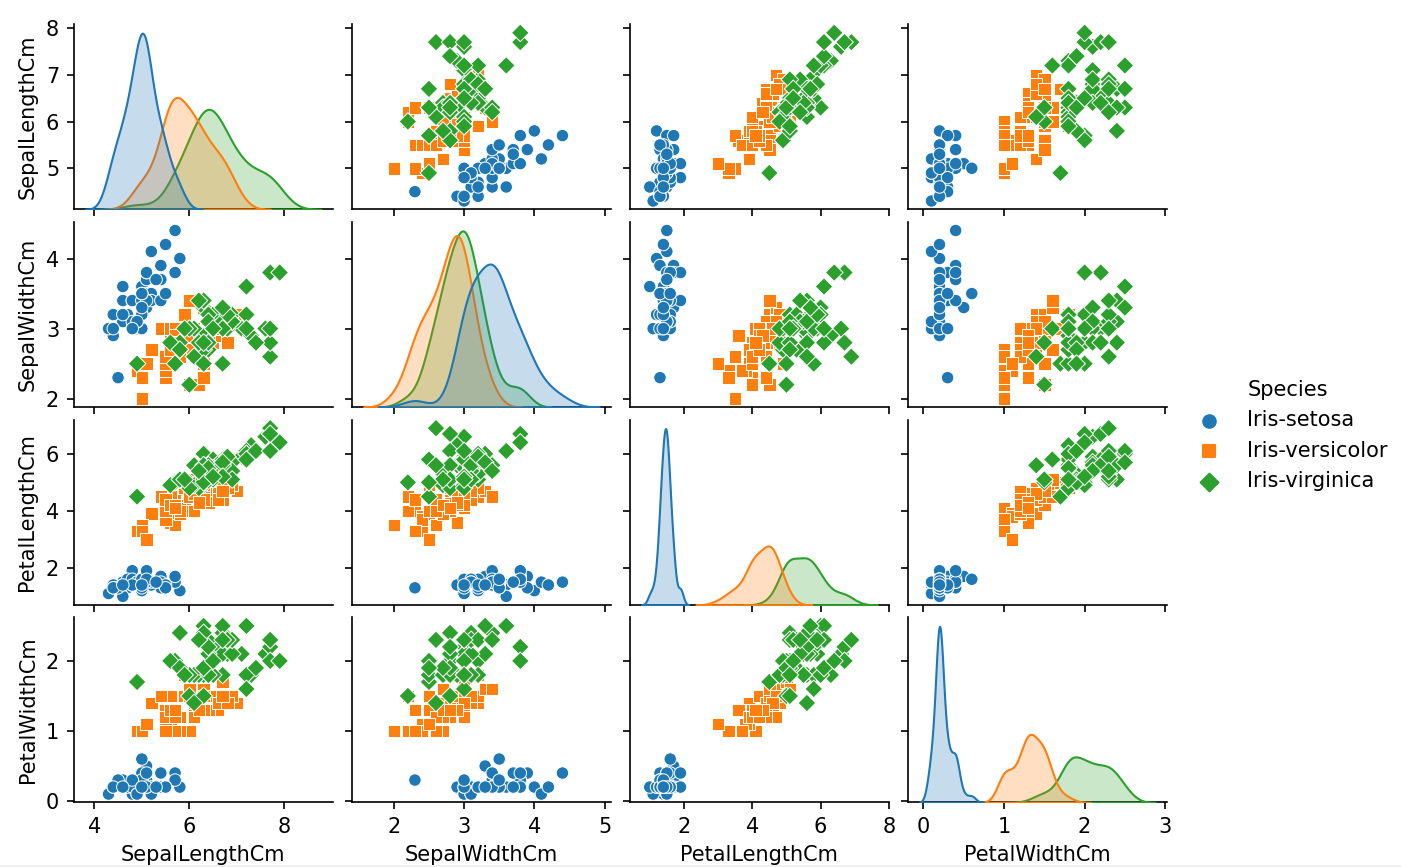 SepalLengthCm
8
7
6
5
SepalWidthCm
4
3
2
PetalLengthCm
6
4
2
PetalWidthCm
2
1
0
4 6 8 2 3 4 5 2 4 6 8 0 1 2 3
SepalLengthCm SepalWidthCm PetalLengthCm PetalWidthCm
Species
Iris-setosa
Iris-versicolor
Iris-virginica